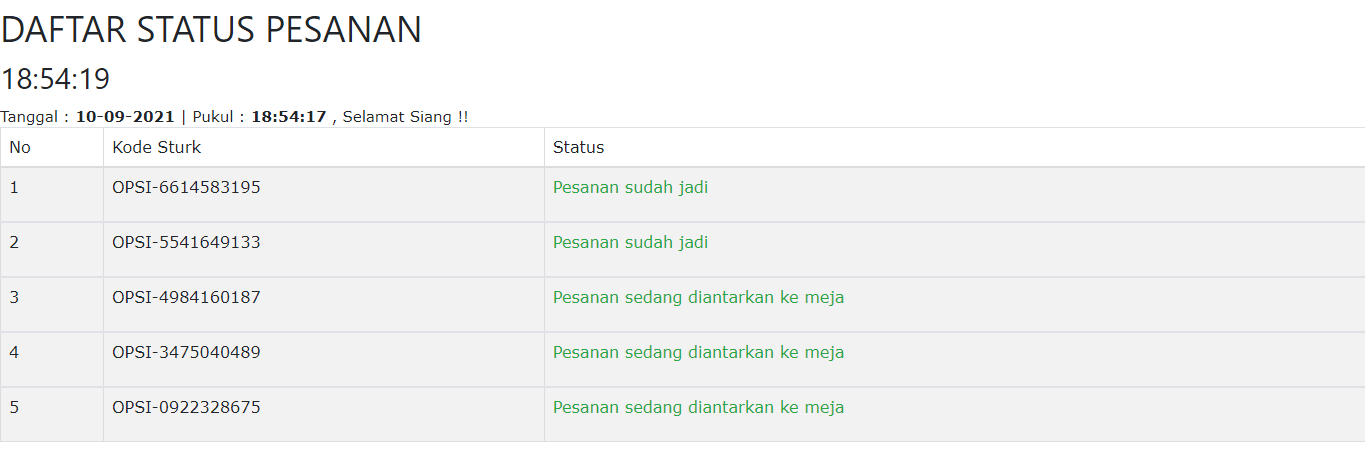 DAFTAR STATUS PESANAN
18:54:19
Tanggal : 10-09-2021 | Pukul : 18:54:17 , Selamat Siang !!
No Kode Sturk Status
1 OPSI-6614583195 Pesanan sudah jadi
2 OPSI-5541649133 Pesanan sudah jadi
3 OPSI-4984160187 Pesanan sedang diantarkan ke meja
4 OPSI-3475040489 Pesanan sedang diantarkan ke meja
5 OPSI-0922328675 Pesanan sedang diantarkan ke meja